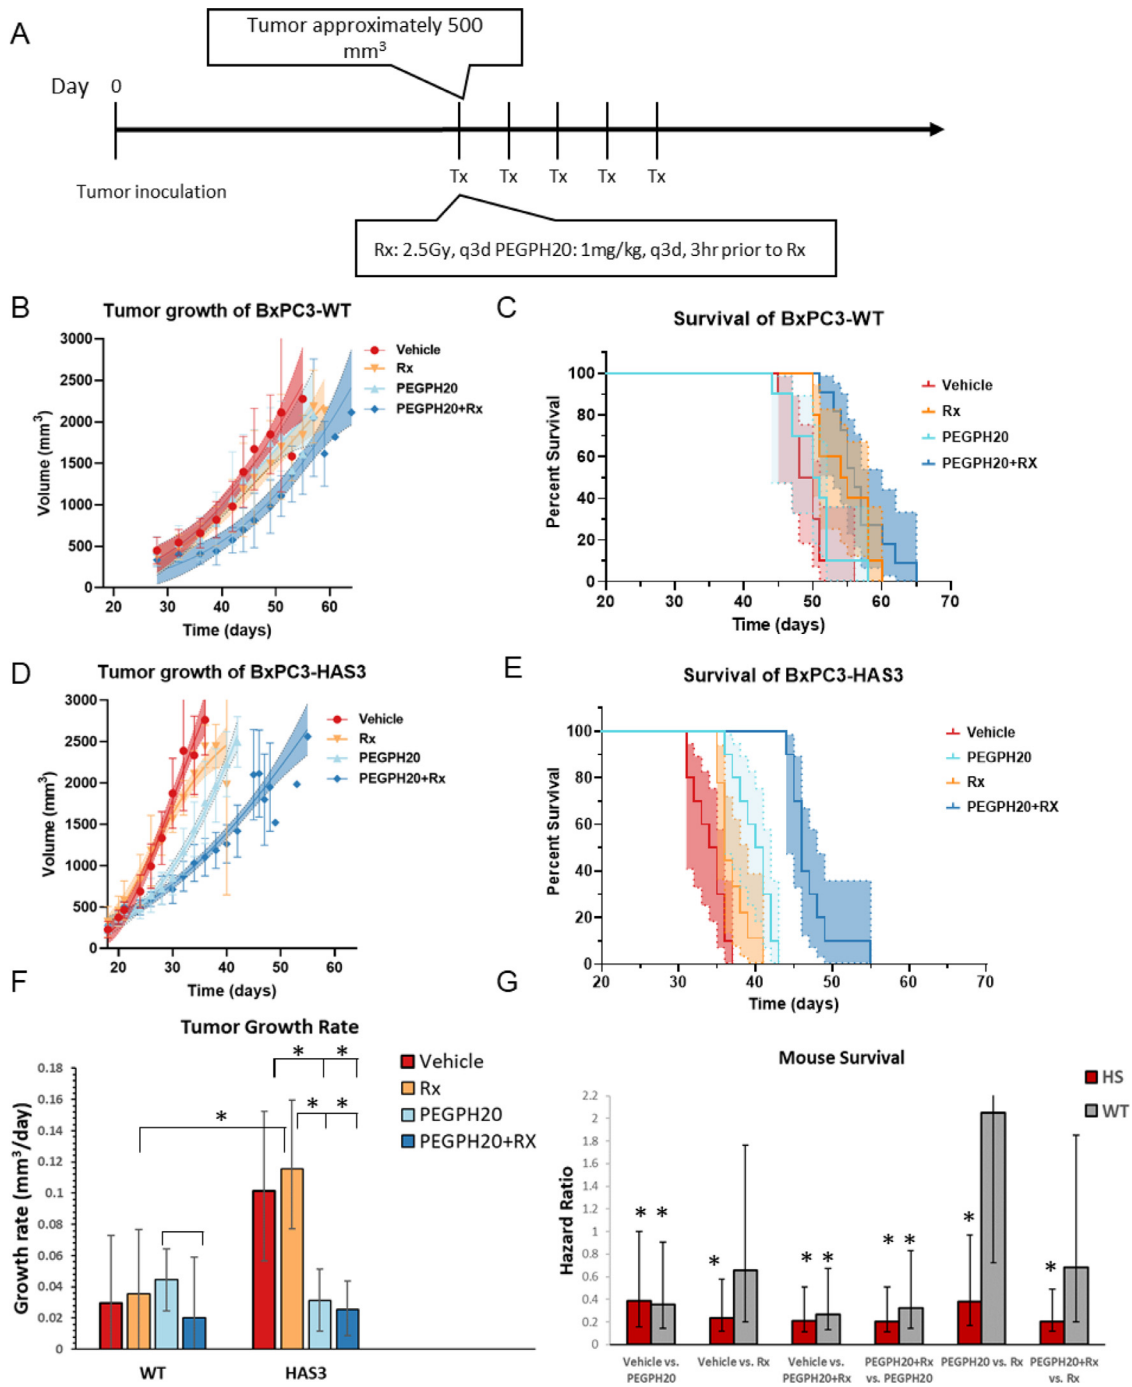 A
Tumor approximately 500
mm3
Day 0
Tx Tx Tx Tx Tx
Tumor inoculation
Rx: 2.5Gy, q3d PEGPH20: 1mg/kg, q3d, 3hr prior to Rx
B
Tumor growth of BxPC3-WT
3000
2500
2000
1500
1000
500
0
Volume (mm3)
20 30 40 50 60
Time (days)
Vehicle
Rx
PEGPH20
PEGPH20+Rx
C
Survival of BxPC3-WT
100
80
60
40
20
0
Percent Survival
20 30 40 50 60 70
Time (days)
Vehicle
Rx
PEGPH20
PEGPH20+RX
D
Tumor growth of BxPC3-HAS3
3000
2500
2000
1500
1000
500
0
Volume (mm3)
20 30 40 50 60
Time (days)
Vehicle
Rx
PEGPH20
PEGPH20+Rx
E
Survival of BxPC3-HAS3
100
80
60
40
20
0
Percent Survival
20 30 40 50 60 70
Time (days)
Vehicle
PEGPH20
Rx
PEGPH20+RX
F
Tumor Growth Rate
0.18
0.16
0.14
0.12
0.1
0.08
0.06
0.04
0.02
0
Growth rate (mm3/day)
* * * * *
WT HAS3
Vehicle
Rx
PEGPH20
PEGPH20+RX
G
Mouse Survival
2.2
2
1.8
1.6
1.4
1.2
1
0.8
0.6
0.4
0.2
0
Hazard Ratio
* * * * * * * * *
Vehicle vs.
PEGPH20
Vehicle vs. Rx
Vehicle vs.
PEGPH20+Rx
PEGPH20+Rx
vs. PEGPH20
PEGPH20 vs. Rx
PEGPH20+Rx
vs. Rx
HS
WT